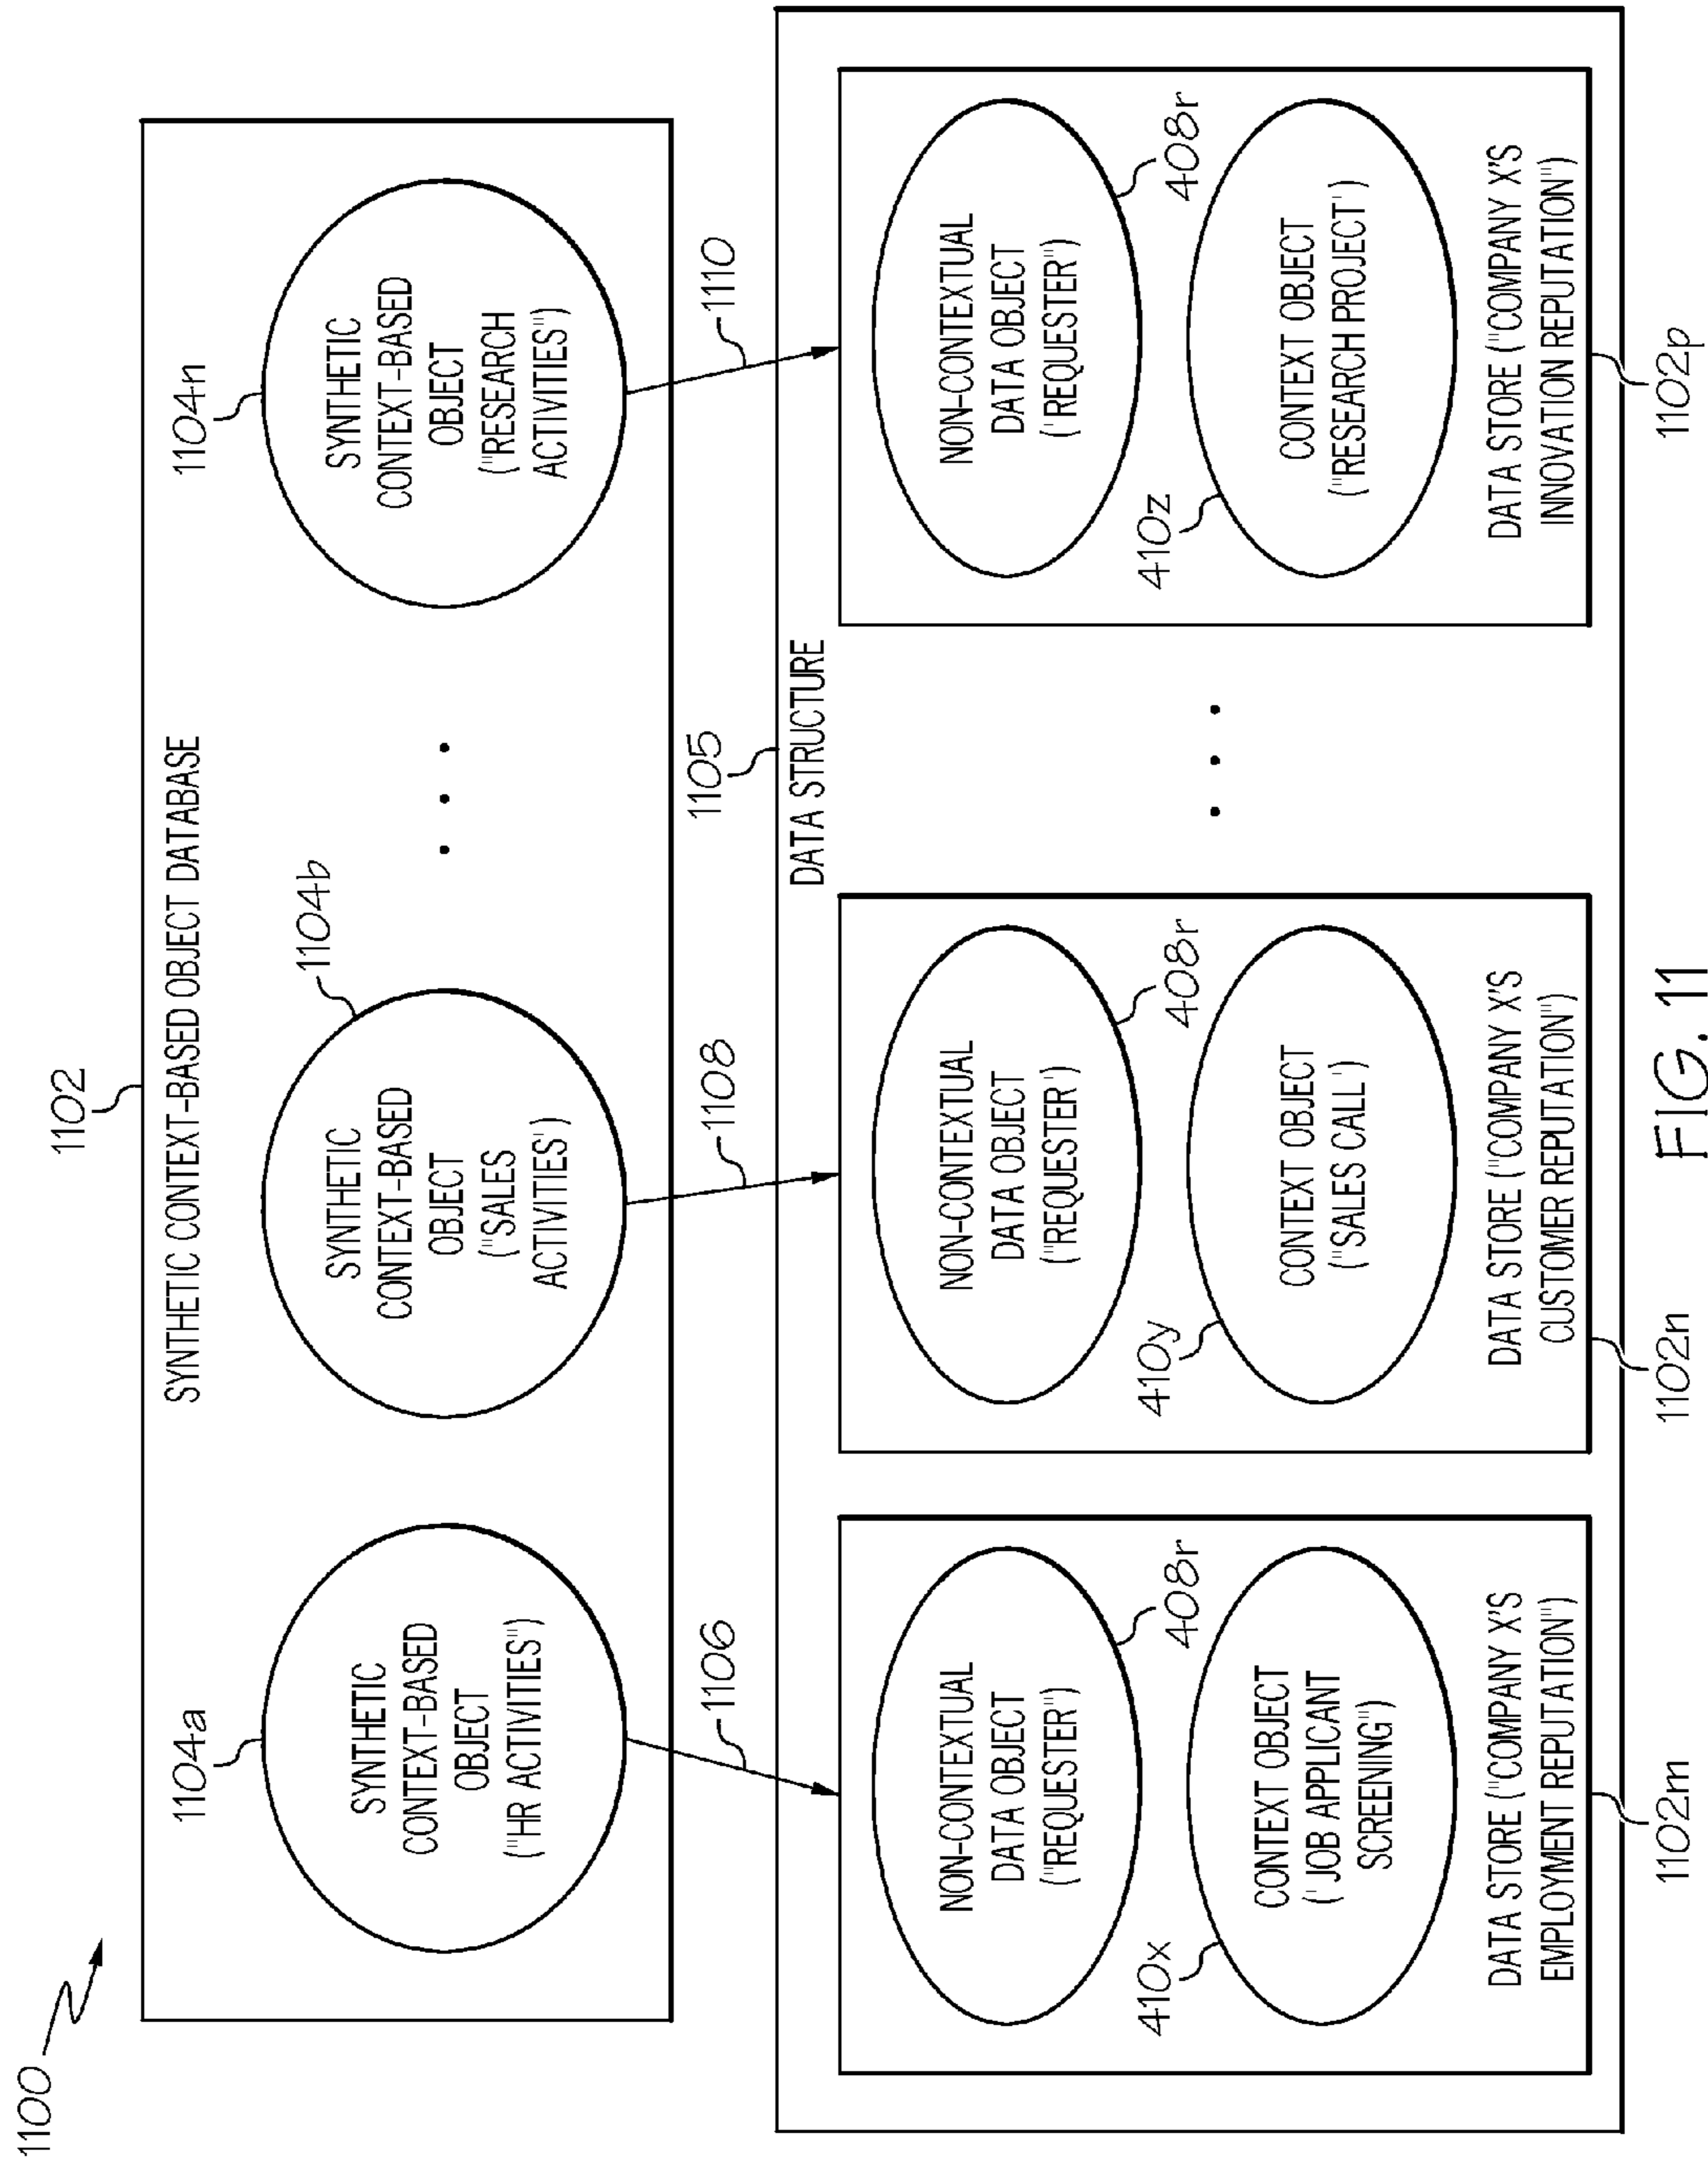 1100
1102
SYNTHETIC CONTEXT-BASED OBJECT DATABASE
1104a
SYNTHETIC
CONTEXT-BASED
OBJECT
("HR ACTIVITIES")
1104b
SYNTHETIC
CONTEXT-BASED
OBJECT
("SALES
ACTIVITIES')
. . .
1104n
SYNTHETIC
CONTEXT-BASED
OBJECT
("RESEARCH
ACTIVITIES")
1106
1108
1105
1110
DATA STRUCTURE
NON-CONTEXTUAL
DATA OBJECT
("REQUESTER")
408r
410x
CONTEXT OBJECT
('JOB APPLICANT
SCREENING")
DATA STORE ("COMPANY X'S
EMPLOYMENT REPUTATION")
1102m
NON-CONTEXTUAL
DATA OBJECT
("REQUESTER')
408r
410y
CONTEXT OBJECT
("SALES CALL')
DATA STORE ("COMPANY X'S
CUSTOMER REPUTATION")
1102n
. . .
NON-CONTEXTUAL
DATA OBJECT
('REQUESTER")
408r
410z
CONTEXT OBJECT
("RESEARCH PROJECT')
DATA STORE ("COMPANY X'S
INNOVATION REPUTATION")
1102p
FIG. 11